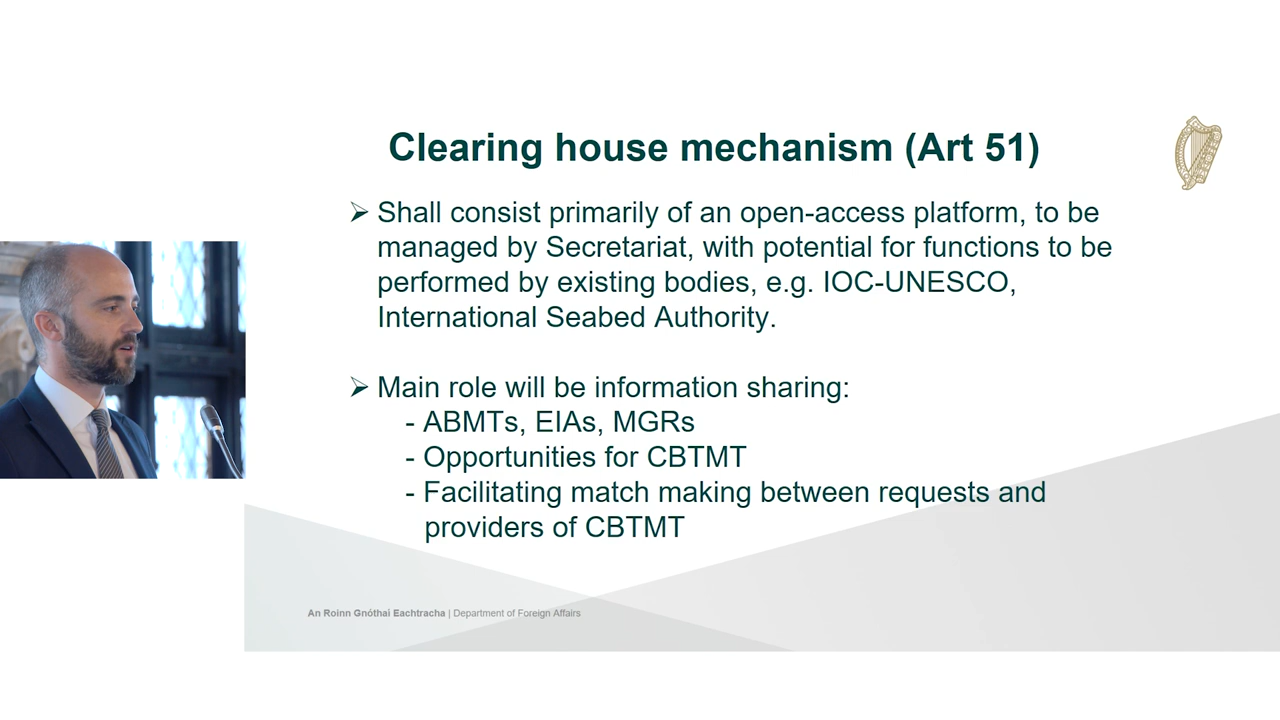 Clearing house mechanism (Art 51)
➢ Shall consist primarily of an open-access platform, to be
managed by Secretariat, with potential for functions to be
performed by existing bodies, e.g. IOC-UNESCO,
International Seabed Authority.
➢ Main role will be information sharing:
- ABMTs, EIAs, MGRs
- Opportunities for CBTMT
- Facilitating match making between requests and
providers of CBTMT
An Roinn Gnóthaí Eachtracha | Department of Foreign Affairs